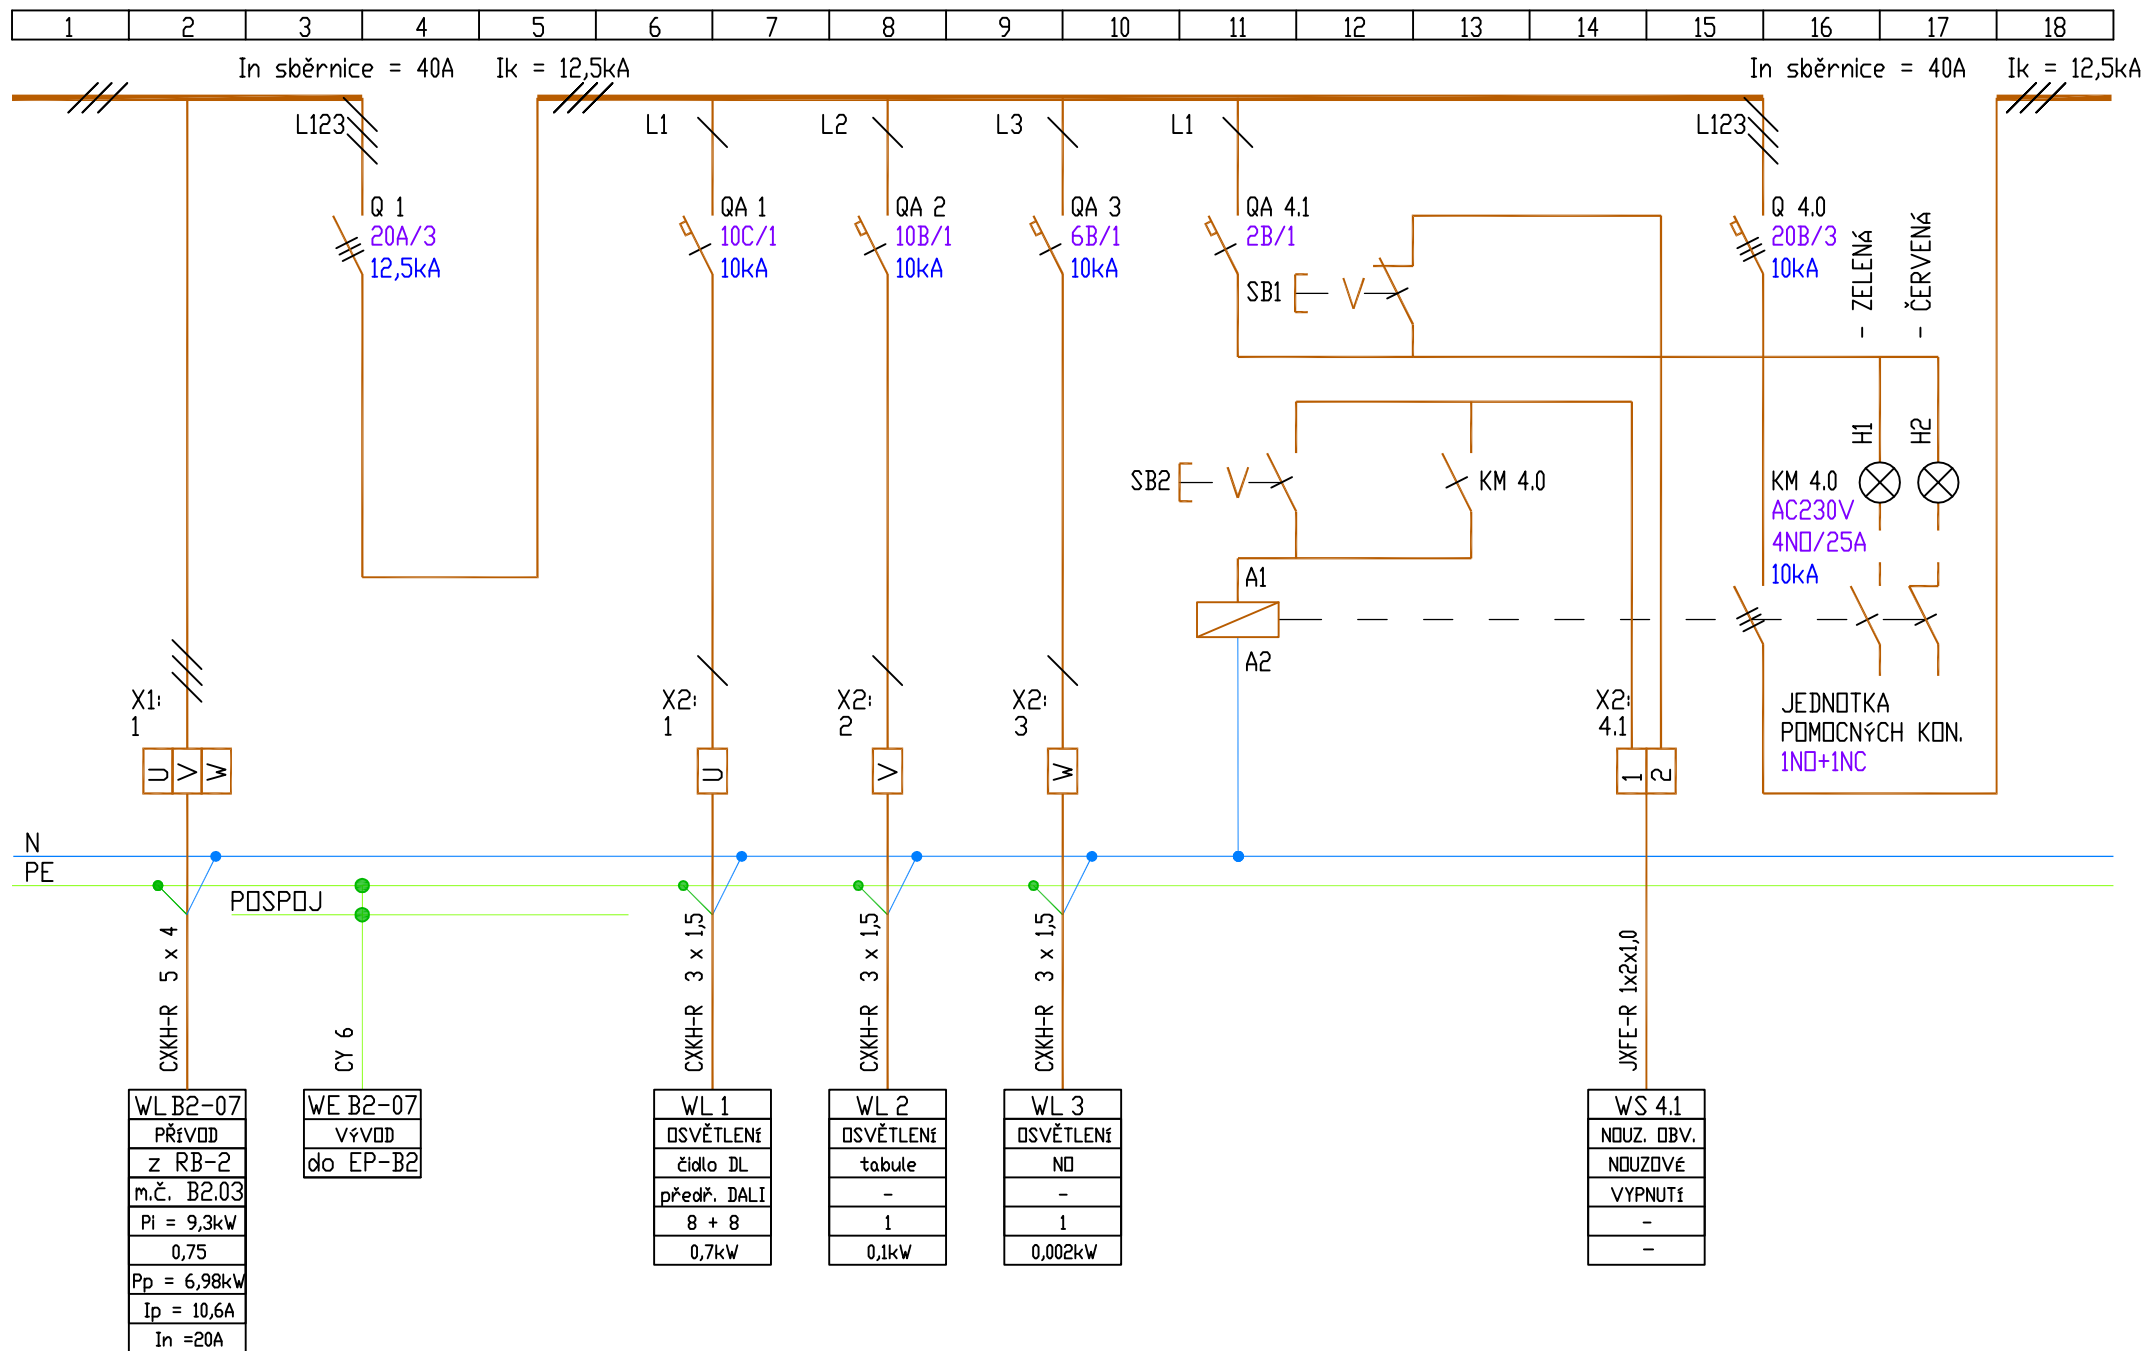 1 2 3 4 5 6 7 8 9 10 11 12 13 14 15 16 17 18
In sběrnice = 40A Ik = 12,5kA In sběrnice = 40A Ik = 12,5kA
L123 L1 L2 L3 L1 L123
Q 1
20A/3
12,5kA
QA 1
10C/1
10kA
QA 2
10B/1
10kA
QA 3
6B/1
10kA
QA 4.1
2B/1
Q 4.0
20B/3
10kA
- ZELENÁ
- ČERVENÁ
SB1
H1
H2
SB2
KM 4.0
KM 4.0
AC230V
4NO/25A
10kA
A1
A2
X1:
1
X2:
1
X2:
2
X2:
3
X2:
4.1
JEDNOTKA
POMOCNÝCH KON.
1NO+1NC
U V W
U
V
W
1 2
N
PE
POSPOJ
CXKH-R 5 x 4
CY 6
CXKH-R 3 x 1,5
CXKH-R 3 x 1,5
CXKH-R 3 x 1,5
JXFE-R 1x2x1,0
WL B2-07
PŘÍVOD
z RB-2
m.č. B2.03
Pi = 9,3kW
0,75
Pp = 6,98kW
Ip = 10,6A
In =20A
WE B2-07
VÝVOD
do EP-B2
WL 1
OSVĚTLENÍ
čidlo DL
předř. DALI
8 + 8
0,7kW
WL 2
OSVĚTLENÍ
tabule
-
1
0,1kW
WL 3
OSVĚTLENÍ
NO
-
1
0,002kW
WS 4.1
NOUZ. OBV.
NOUZOVÉ
VYPNUTÍ
-
-